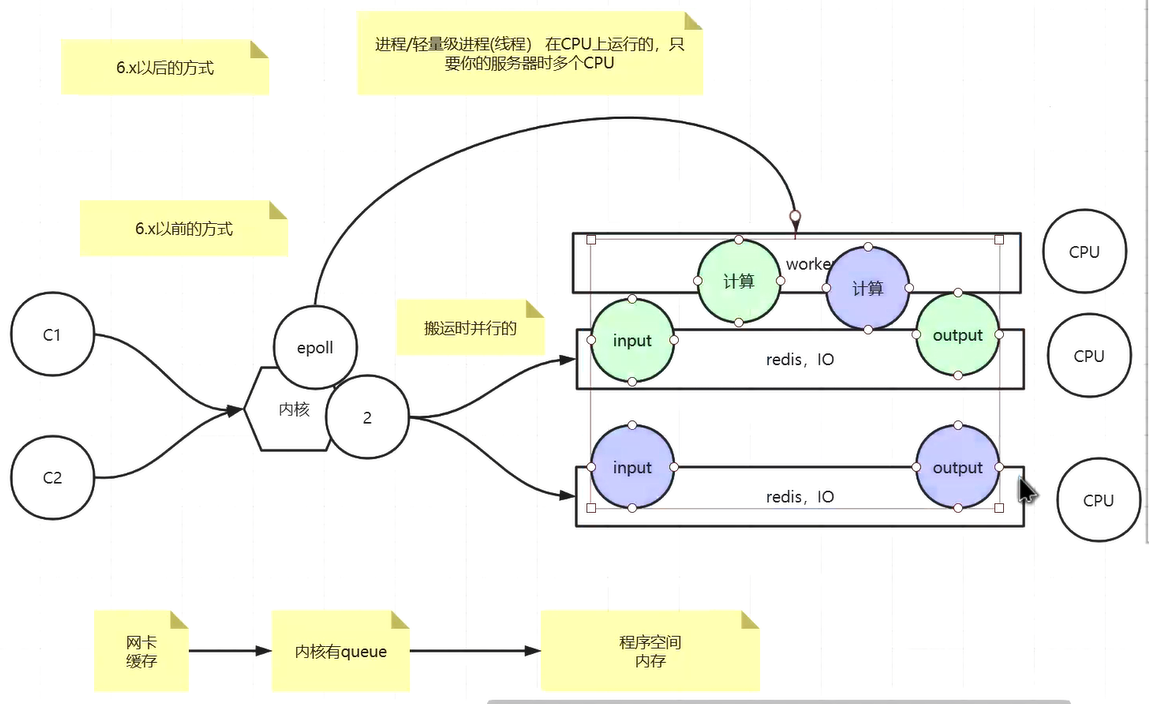 6.x以后的方式
进程/轻量级进程(线程） 在CPU上运行的，只
要你的服务器时多个CPU
6.x以前的方式
C1
C2
epoll
内核
2
搬运时并行的
worker
计算
计算
CPU
input
redis，IO
output
CPU
input
redis，IO
output
CPU
网卡
缓存
内核有queue
程序空间
内存